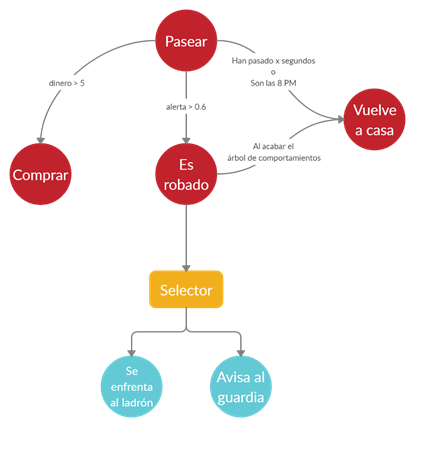 Pasear
Han pasado x segundos
o
Son las 8 PM
dinero > 5
alerta > 0.6
Vuelve
a casa
Al acabar el
árbol de comportamientos
Comprar
Es
robado
Selector
Se
enfrenta
al ladrón
Avisa al
guardia